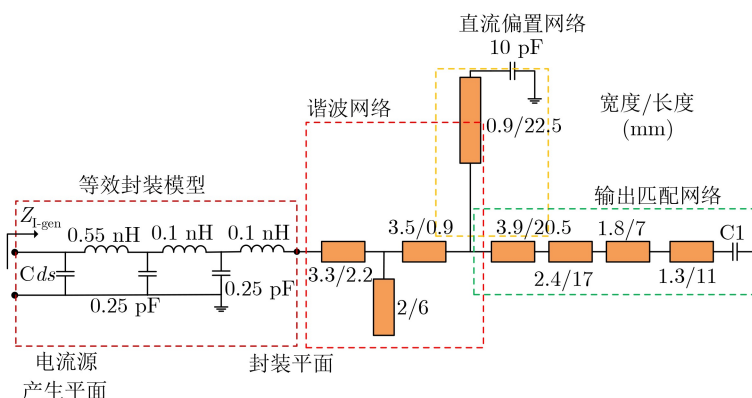 直流偏置网络
10 pF
谐波网络
0.9/22.5
宽度/长度
(mm)
等效封装模型
输出匹配网络
Z_I-gen
0.55 nH
0.1 nH
0.1 nH
3.5/0.9
3.9/20.5
1.8/7
C1
Cds
3.3/2.2
2.4/17
1.3/11
0.25 pF
0.25 pF
2/6
电流源
产生平面
封装平面